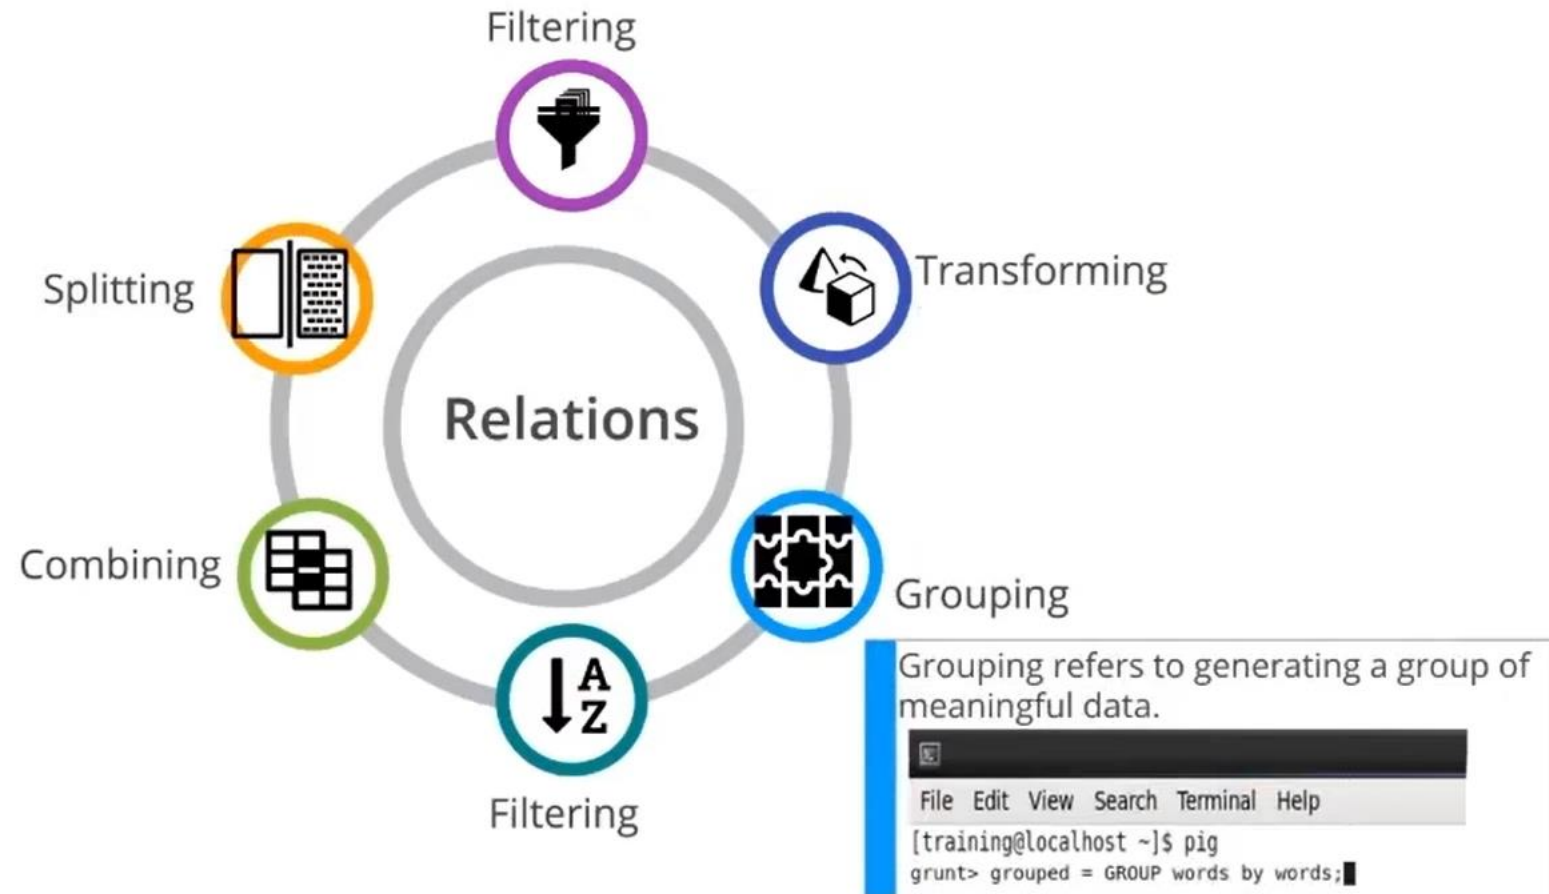 Filtering
Transforming
Splitting
Relations
Combining
Grouping
Grouping refers to generating a group of
meaningful data.
A
Z
File Edit View Search Terminal Help
Filtering
[training@localhost ~]$ pig
grunt> grouped = GROUP words by words;